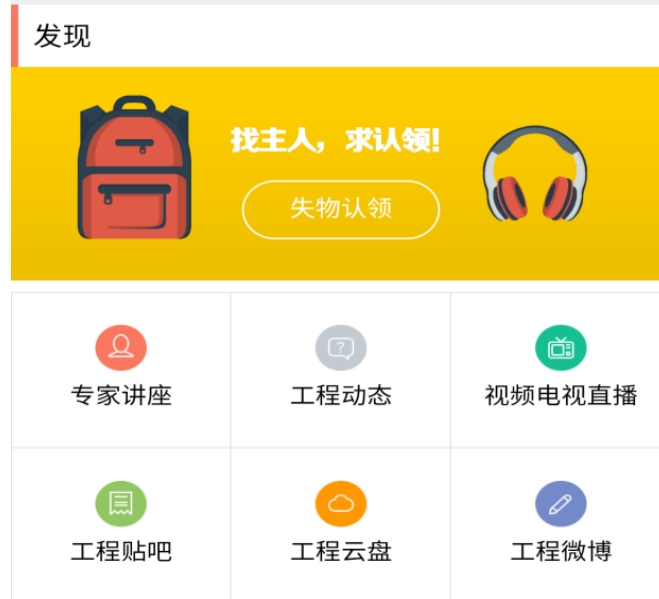 发现
找主人，求认领!
失物认领
专家讲座
工程动态
视频电视直播
工程贴吧
工程云盘
工程微博